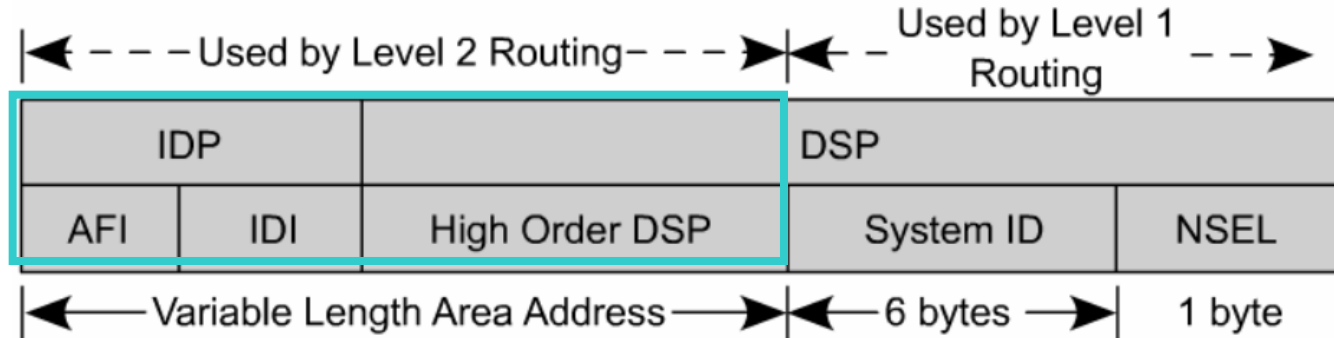 Used by Level 2 Routing
Used by Level 1
Routing
IDP
DSP
AFI
IDI
High Order DSP
System ID
NSEL
Variable Length Area Address
6 bytes
1 byte